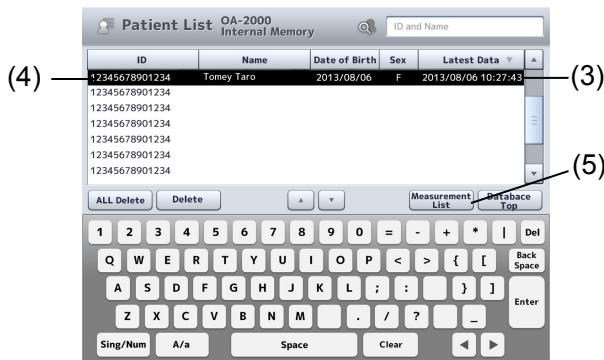 Patient List OA-2000 Internal Memory
ID and Name
ID Name Date of Birth Sex Latest Data ▼ ▲
(4) 12345678901234 Tomey Taro 2013/08/06 F 2013/08/06 10:27:43 (3)
12345678901234
12345678901234
12345678901234
12345678901234
12345678901234
(5)
ALL Delete Delete ▲ ▼ Measurement List Databace Top
1 2 3 4 5 6 7 8 9 0 = - + * | Del
Q W E R T Y U I O P < > { [ Back Space
A S D F G H J K L ; : } ] Enter
Z X C V B N M . / ? _
Sing/Num A/a Space Clear ◀ ▶